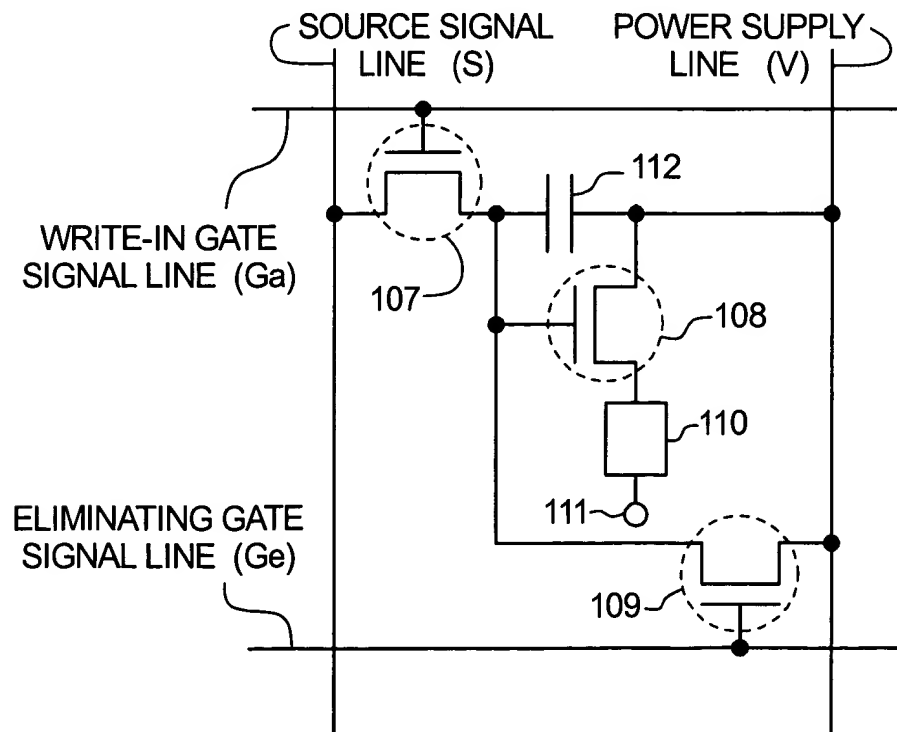 SOURCE SIGNAL
LINE (S)
POWER SUPPLY
LINE (V)
112
WRITE-IN GATE
SIGNAL LINE (Ga)
107
108
110
111
ELIMINATING GATE
SIGNAL LINE (Ge)
109